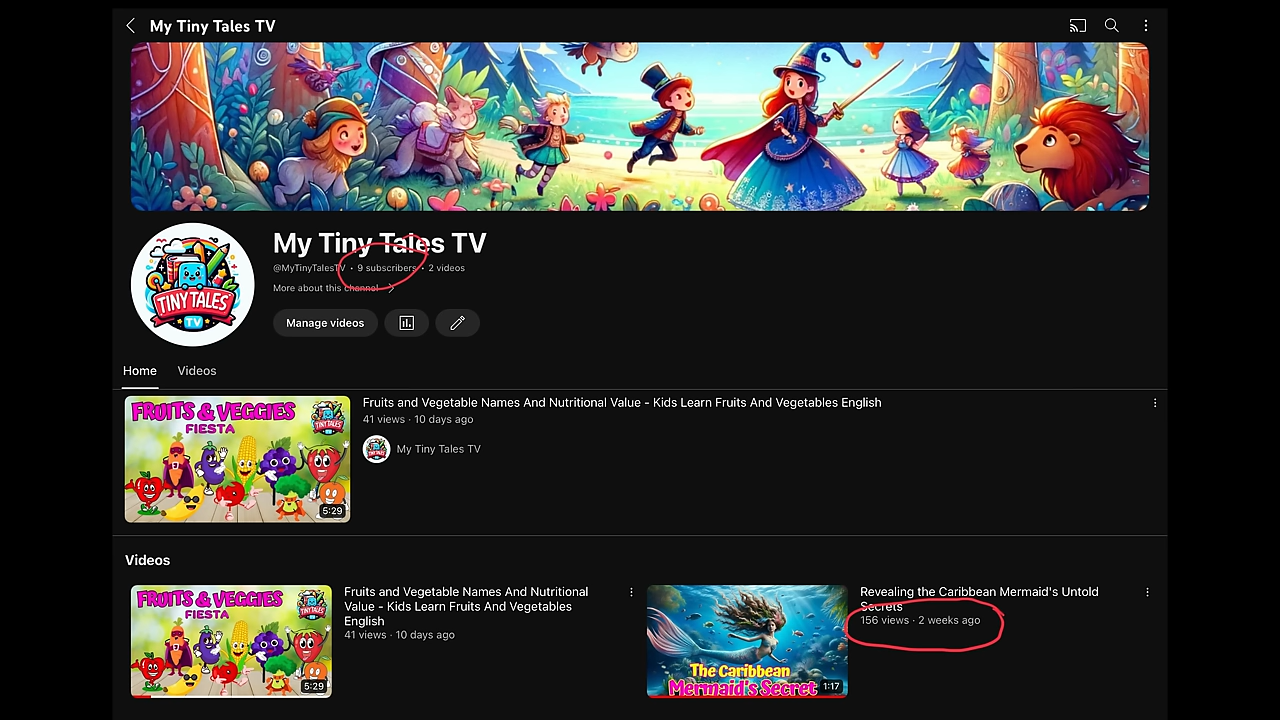 My Tiny Tales TV
My Tiny Tales TV
@MyTinyTalesTV • 9 subscribers • 2 videos
More about this channel
TINY TALES
TV
Manage videos
Home Videos
FRUITS & VEGGIES
FIESTA
5:29
Fruits and Vegetable Names And Nutritional Value - Kids Learn Fruits And Vegetables English
41 views · 10 days ago
My Tiny Tales TV
Videos
FRUITS & VEGGIES
FIESTA
5:29
Fruits and Vegetable Names And Nutritional
Value - Kids Learn Fruits And Vegetables
English
41 views · 10 days ago
The Caribbean
Mermaid's Secret
1:17
Revealing the Caribbean Mermaid's Untold
Secrets
156 views · 2 weeks ago